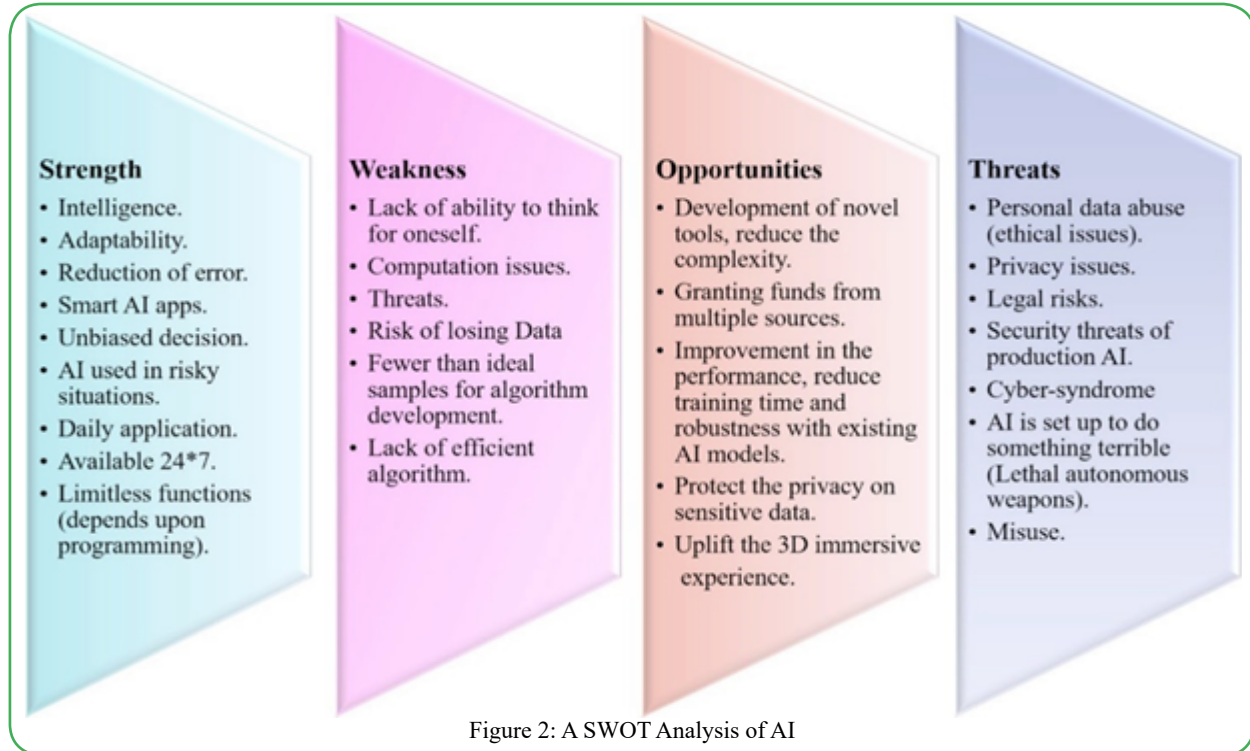 Strength
• Intelligence.
• Adaptability.
• Reduction of error.
• Smart AI apps.
• Unbiased decision.
• AI used in risky
situations.
• Daily application.
• Available 24*7.
• Limitless functions
(depends upon
programming).
Weakness
• Lack of ability to think
for oneself.
• Computation issues.
• Threats.
• Risk of losing Data
• Fewer than ideal
samples for algorithm
development.
• Lack of efficient
algorithm.
Opportunities
• Development of novel
tools, reduce the
complexity.
• Granting funds from
multiple sources.
• Improvement in the
performance, reduce
training time and
robustness with existing
AI models.
• Protect the privacy on
sensitive data.
• Uplift the 3D immersive
experience.
Threats
• Personal data abuse
(ethical issues).
• Privacy issues.
• Legal risks.
• Security threats of
production AI.
• Cyber-syndrome
• AI is set up to do
something terrible
(Lethal autonomous
weapons).
• Misuse.
Figure 2: A SWOT Analysis of AI